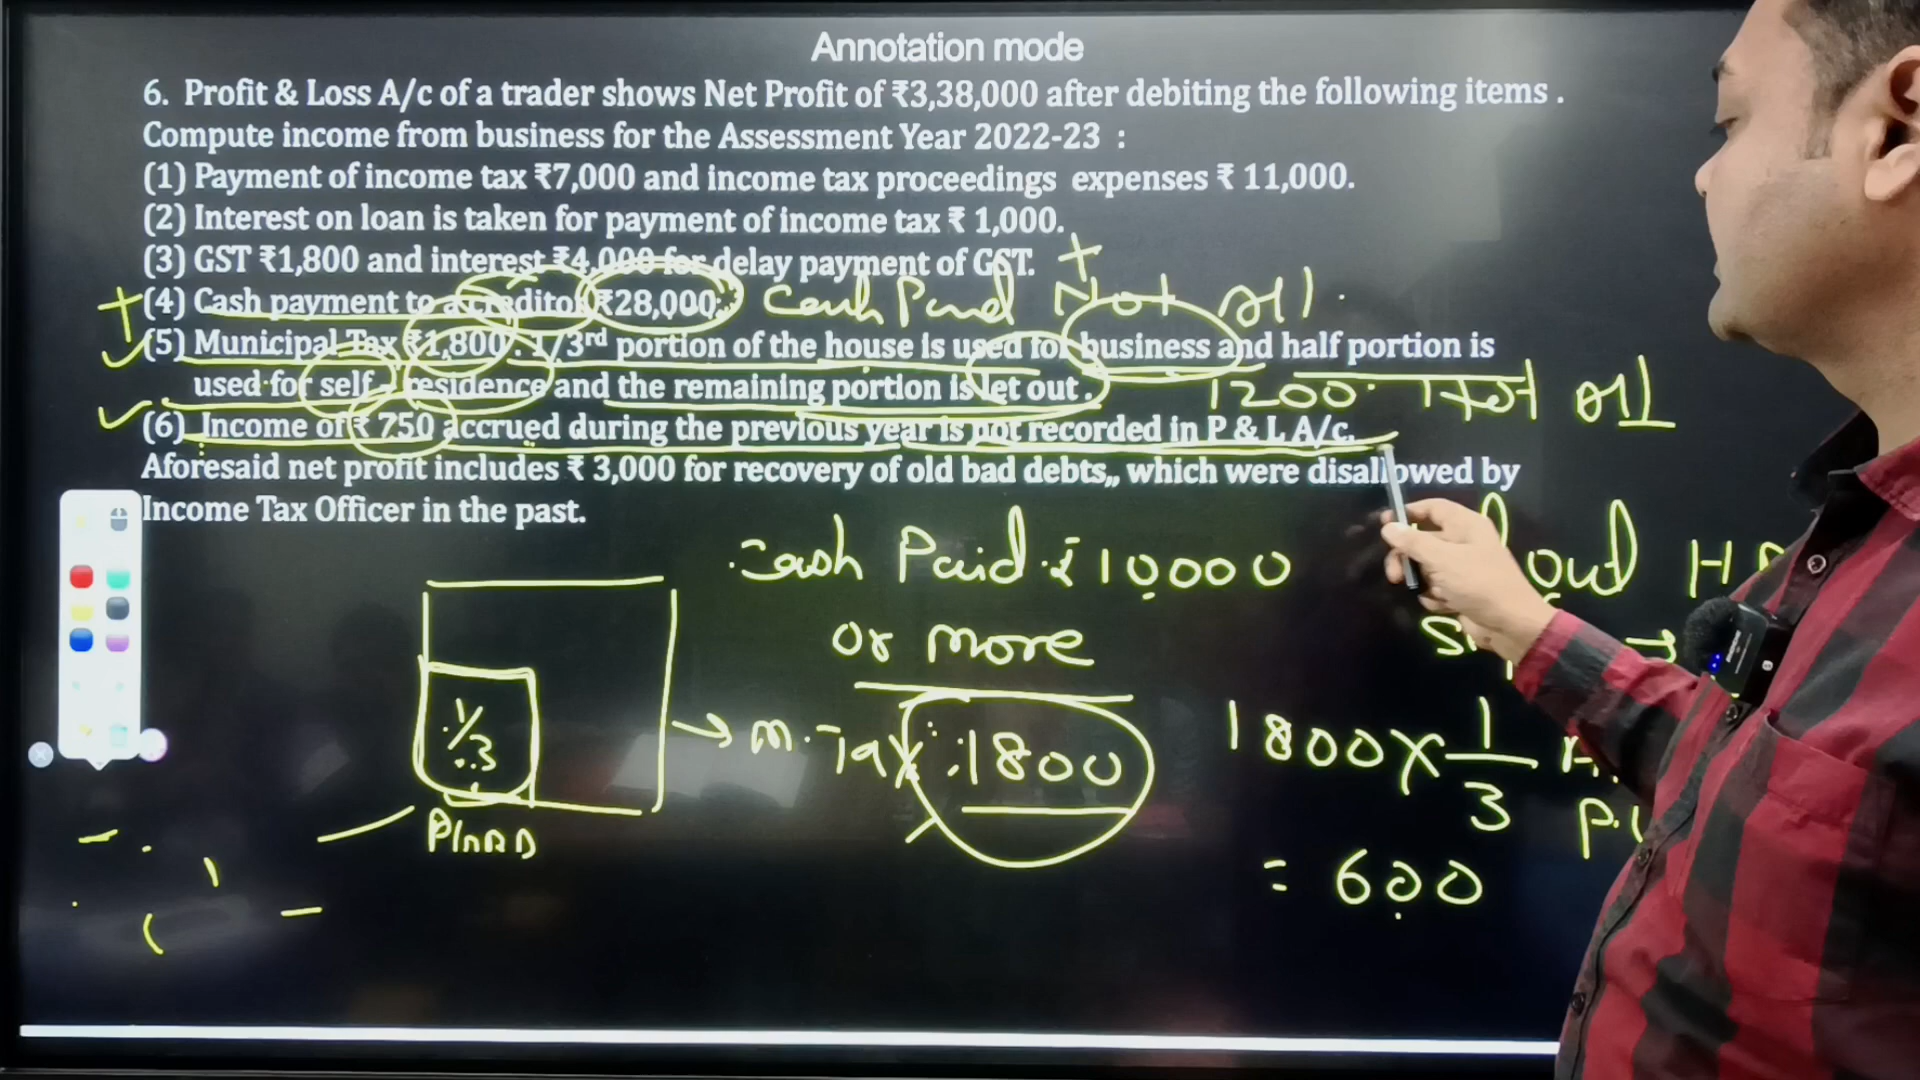 Annotation mode
6. Profit & Loss A/c of a trader shows Net Profit of ₹3,38,000 after debiting the following items .
Compute income from business for the Assessment Year 2022-23 :
(1) Payment of income tax ₹7,000 and income tax proceedings expenses ₹ 11,000.
(2) Interest on loan is taken for payment of income tax ₹ 1,000.
(3) GST ₹1,800 and interest ₹4,000 for delay payment of GST.
+
+ (4) Cash payment to a creditor ₹28,000. Cash Paid Not all.
(5) Municipal Tax ₹1,800 . 1/3rd portion of the house is used for business and half portion is
used for self - residence and the remaining portion is let out . 1200 Not all
(6) Income of ₹ 750 accrued during the previous year is not recorded in P & L A/c.
Aforesaid net profit includes ₹ 3,000 for recovery of old bad debts,, which were disallowed by
Income Tax Officer in the past.
Cash Paid ₹ 10,000
or more
1/3
→ M. Tax : 1800
1800 × 1/3
= 600